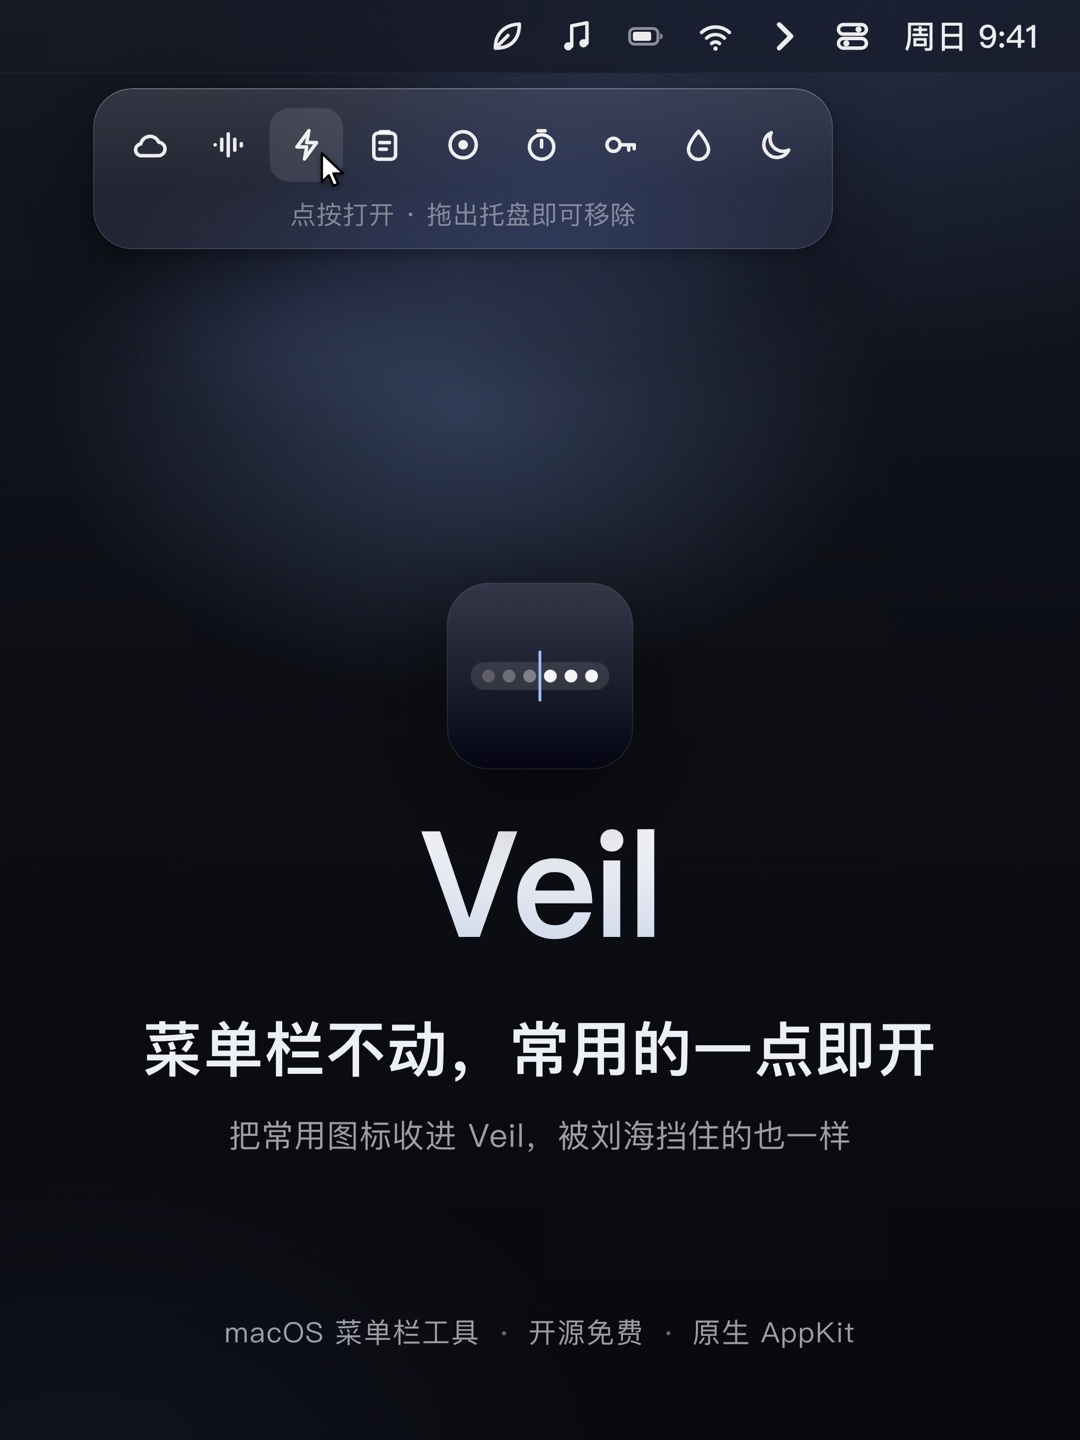 周日 9:41
点按打开 · 拖出托盘即可移除
Veil
菜单栏不动，常用的一点即开
把常用图标收进 Veil，被刘海挡住的也一样
macOS 菜单栏工具 · 开源免费 · 原生 AppKit